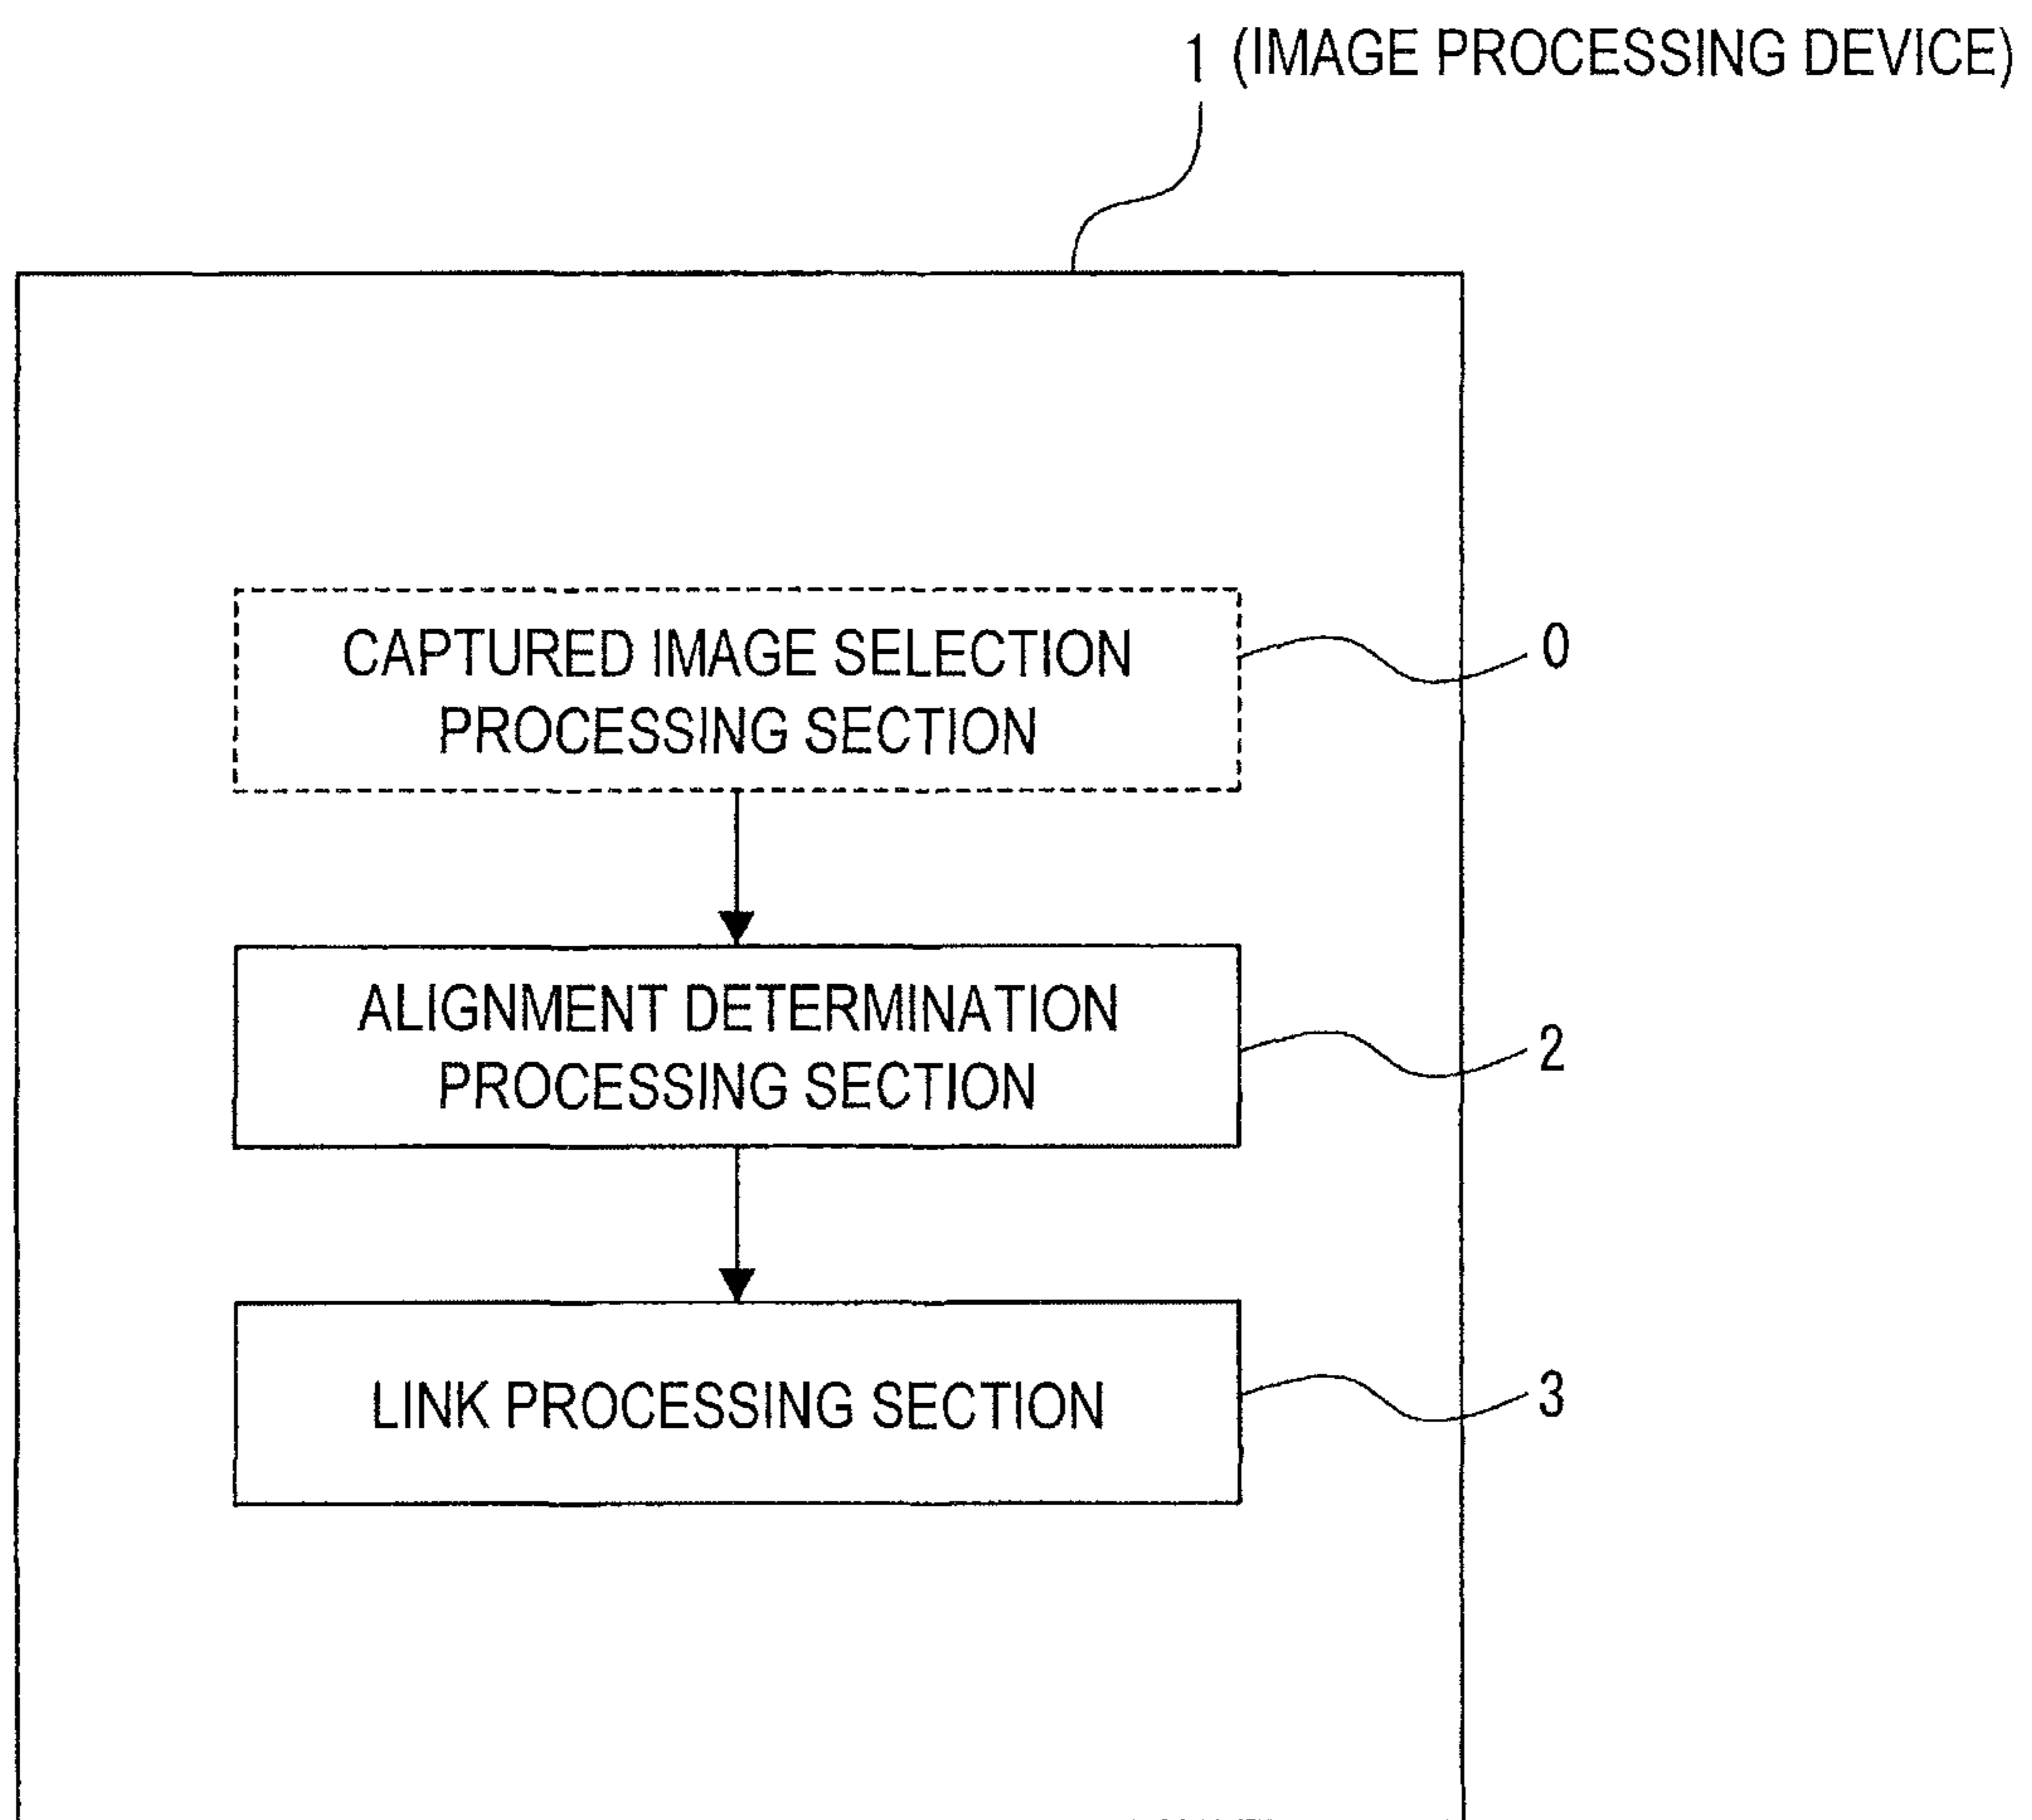 1 (IMAGE PROCESSING DEVICE)
CAPTURED IMAGE SELECTION
PROCESSING SECTION
0
ALIGNMENT DETERMINATION
PROCESSING SECTION
2
LINK PROCESSING SECTION
3